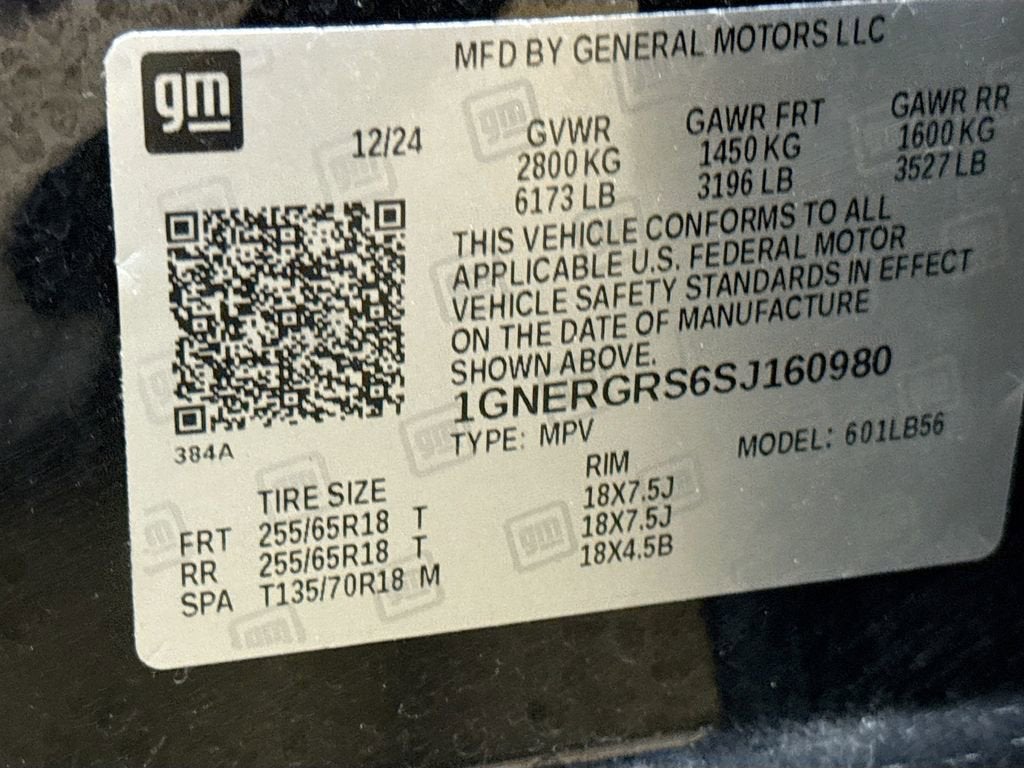 gm
MFD BY GENERAL MOTORS LLC
12/24
GVWR GAWR FRT GAWR RR
2800 KG 1450 KG 1600 KG
6173 LB 3196 LB 3527 LB
THIS VEHICLE CONFORMS TO ALL
APPLICABLE U.S. FEDERAL MOTOR
VEHICLE SAFETY STANDARDS IN EFFECT
ON THE DATE OF MANUFACTURE
SHOWN ABOVE.
1GNERGRS6SJ160980
TYPE: MPV MODEL: 601LB56
384A
TIRE SIZE RIM
FRT 255/65R18 T 18X7.5J
RR 255/65R18 T 18X7.5J
SPA T135/70R18 M 18X4.5B